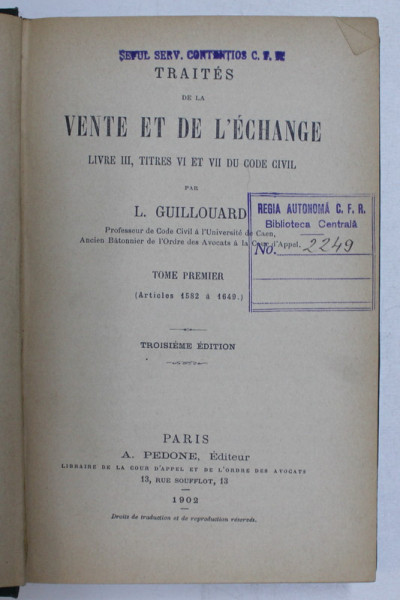 ŞEFUL SERV. CONTENŢIOS C. F. R.
TRAITÉS
DE LA
VENTE ET DE L'ÉCHANGE
LIVRE III, TITRES VI ET VII DU CODE CIVIL
PAR
L. GUILLOUARD
Professeur de Code Civil à l'Université de Caen,
Ancien Bâtonnier de l'Ordre des Avocats à la Cour d'Appel.
REGIA AUTONOMĂ C. F. R.
Biblioteca Centrală
No. 2249
TOME PREMIER
(Articles 1582 à 1649.)
TROISIÈME ÉDITION
PARIS
A. PEDONE, Éditeur
LIBRAIRE DE LA COUR D'APPEL ET DE L'ORDRE DES AVOCATS
13, RUE SOUFFLOT, 13
1902
Droits de traduction et de reproduction réservés.